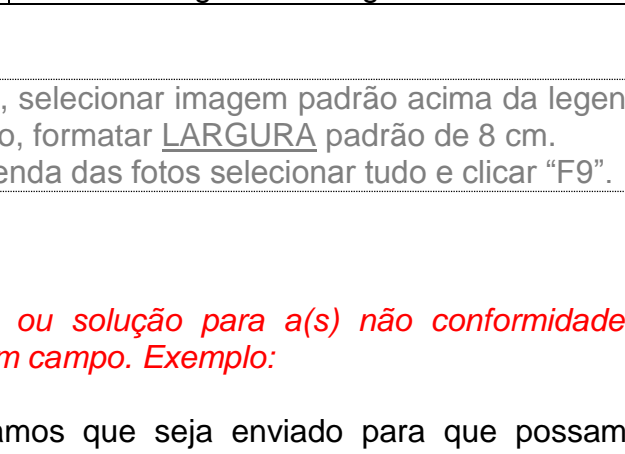 , selecionar imagem padrão acima da legen
o, formatar LARGURA padrão de 8 cm.
enda das fotos selecionar tudo e clicar “F9”.
ou solução para a(s) não conformidade
m campo. Exemplo:
amos que seja enviado para que possam